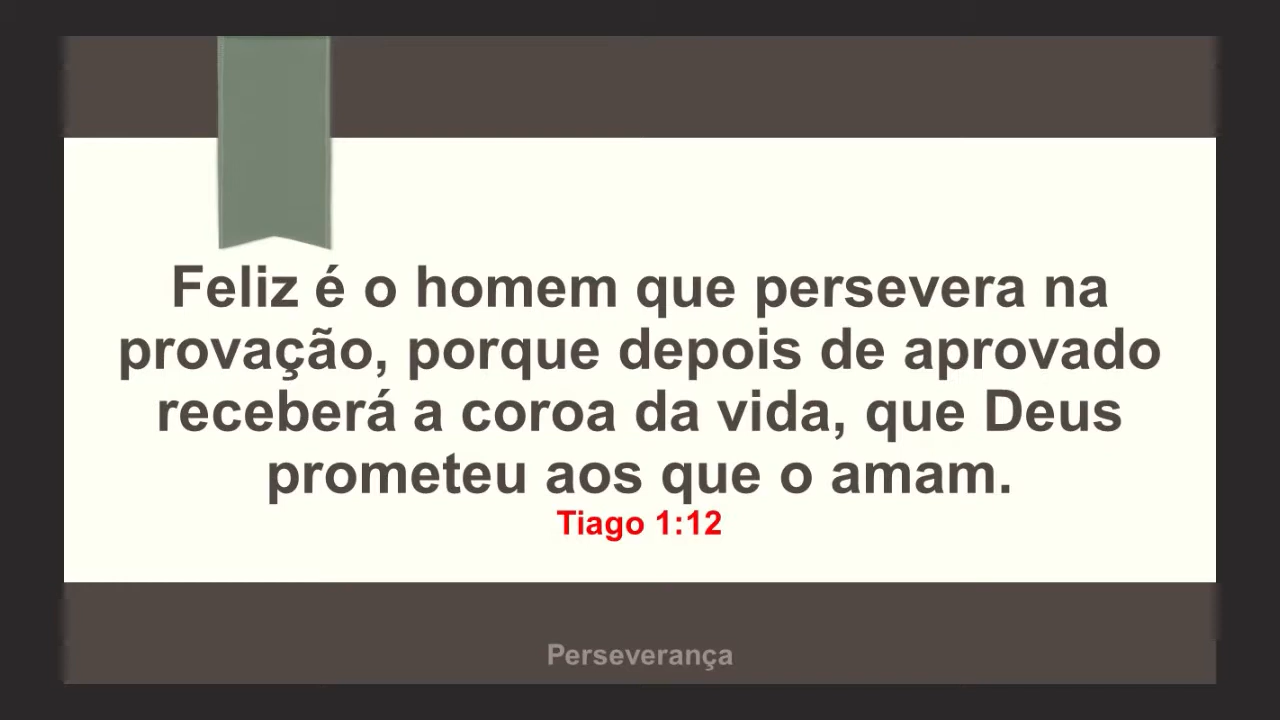 Feliz é o homem que persevera na
provação, porque depois de aprovado
receberá a coroa da vida, que Deus
prometeu aos que o amam.
Tiago 1:12
Perseverança